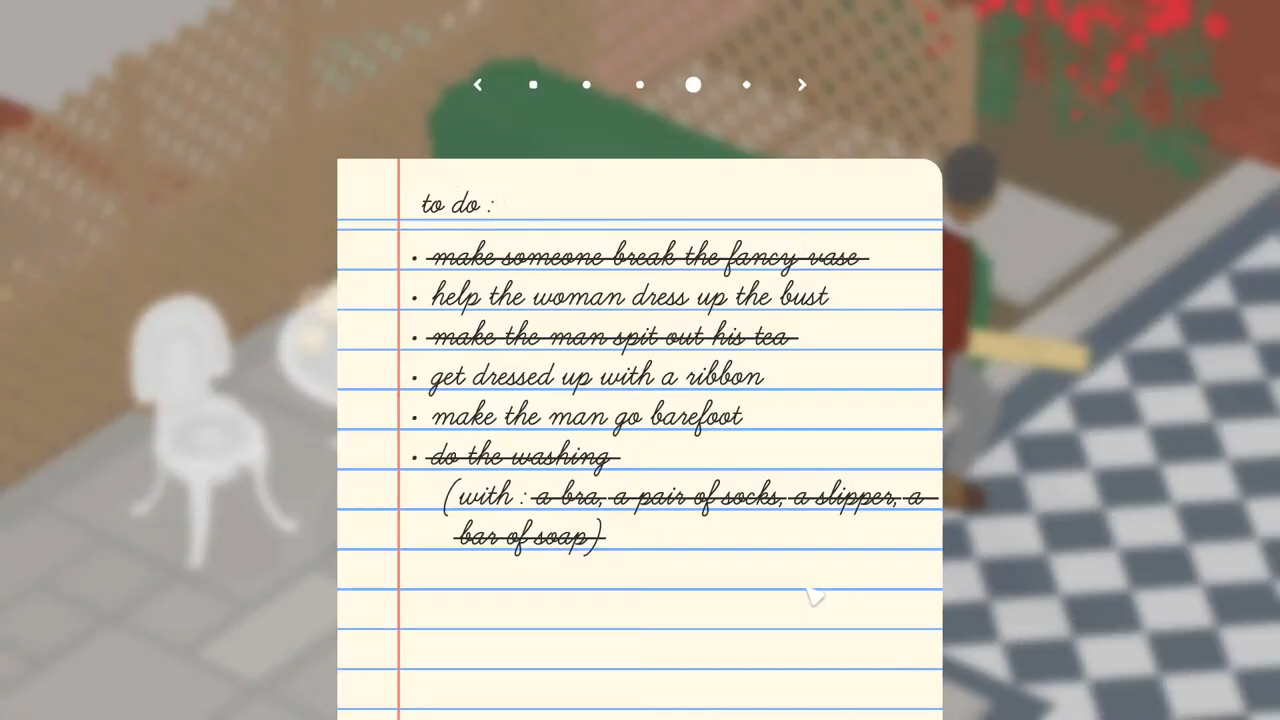 to do :
• make someone break the fancy vase
• help the woman dress up the bust
• make the man spit out his tea
• get dressed up with a ribbon
• make the man go barefoot
• do the washing
(with : a bra, a pair of socks, a slipper, a
bar of soap)